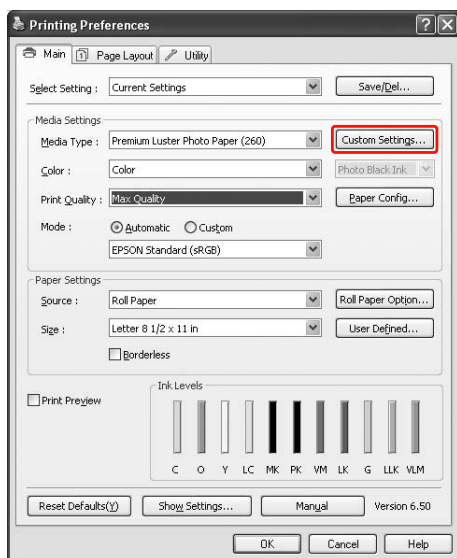 Printing Preferences
Main Page Layout Utility
Select Setting : Current Settings Save/Del...
Media Settings
Media Type : Premium Luster Photo Paper (260) Custom Settings...
Color : Color Photo Black Ink
Print Quality : Max Quality Paper Config...
Mode : Automatic Custom
EPSON Standard (sRGB)
Paper Settings
Source : Roll Paper Roll Paper Option...
Size : Letter 8 1/2 x 11 in User Defined...
Borderless
Print Preview
Ink Levels
C O Y LC MK PK VM LK G LLK VLM
Reset Defaults(Y) Show Settings... Manual Version 6.50
OK Cancel Help